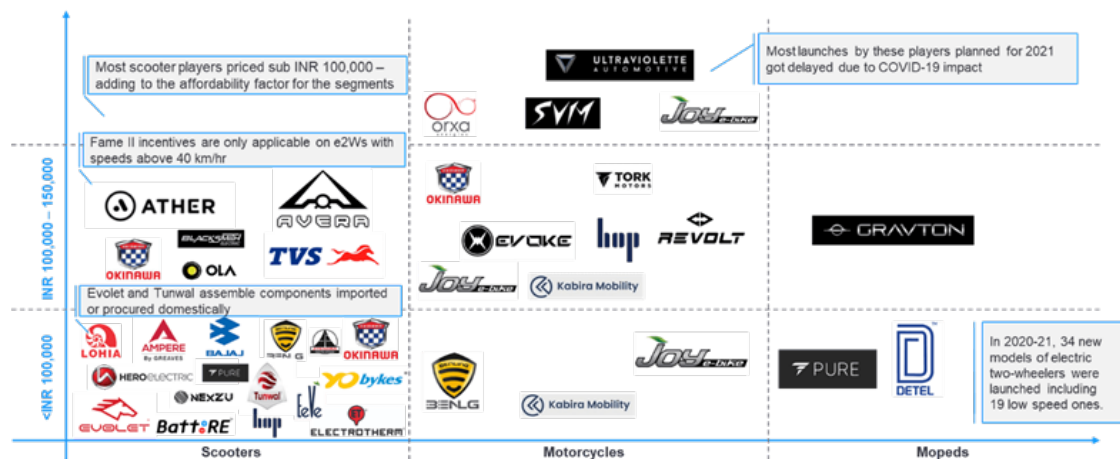 Most scooter players priced sub INR 100,000 –
adding to the affordability factor for the segments
ULTRAVIOLETTE
AUTOMOTIVE
Most launches by these players planned for 2021
got delayed due to COVID-19 impact
orxa
SVM
Joy e-bike
Fame II incentives are only applicable on e2Ws with
speeds above 40 km/hr
INR 100,000 – 150,000
ATHER
AVERA
OKINAWA
OLA
TVS
OKINAWA
TORK
MOTORS
EVOKE
hop
REVOLT
Joy e-bike
Kabira Mobility
GRAVTON
Evolet and Tunwal assemble components imported
or procured domestically
<INR 100,000
LOHIA
AMPERE
By GREAVES
BAJAJ
BENLG
OKINAWA
HERO ELECTRIC
PURE
Tunwal
YObykes
NEXZU
EeVe
EVOLET
BattRE
hop
ELECTROTHERM
BENLG
Joy e-bike
Kabira Mobility
PURE
DETEL
In 2020-21, 34 new
models of electric
two-wheelers were
launched including
19 low speed ones.
Scooters
Motorcycles
Mopeds